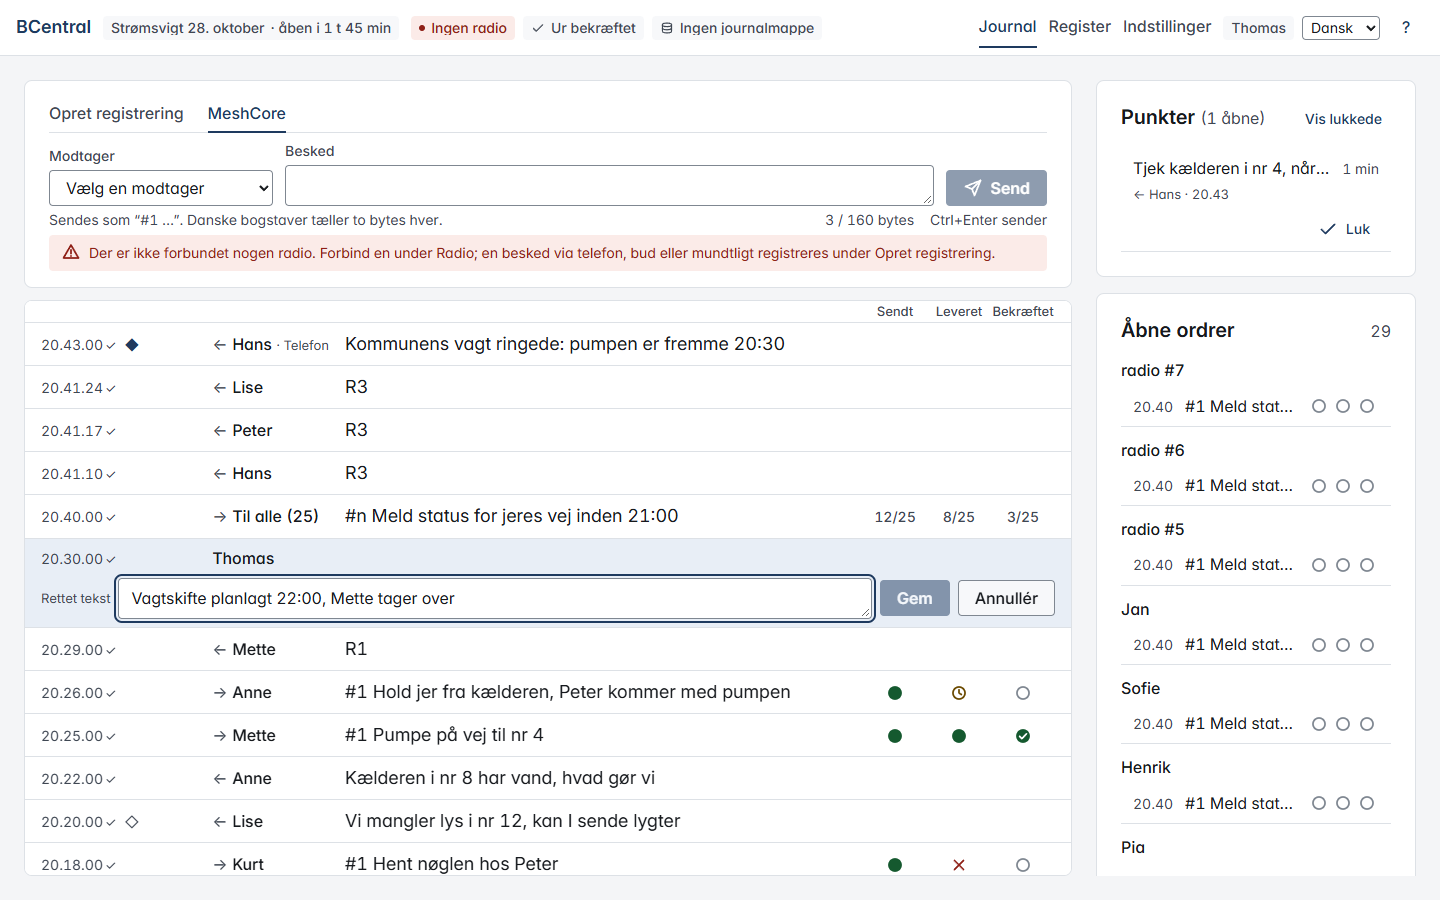 BCentral
Strømsvigt 28. oktober · åben i 1 t 45 min
Ingen radio
Ur bekræftet
Ingen journalmappe
Journal
Register
Indstillinger
Thomas
Dansk
?
Opret registrering
MeshCore
Modtager
Besked
Vælg en modtager
Send
Sendes som “#1 ...”. Danske bogstaver tæller to bytes hver.
3 / 160 bytes
Ctrl+Enter sender
Der er ikke forbundet nogen radio. Forbind en under Radio; en besked via telefon, bud eller mundtligt registreres under Opret registrering.
Sendt Leveret Bekræftet
20.43.00 ← Hans · Telefon Kommunens vagt ringede: pumpen er fremme 20:30
20.41.24 ← Lise R3
20.41.17 ← Peter R3
20.41.10 ← Hans R3
20.40.00 → Til alle (25) #n Meld status for jeres vej inden 21:00 12/25 8/25 3/25
20.30.00 Thomas
Rettet tekst Vagtskifte planlagt 22:00, Mette tager over Gem Annullér
20.29.00 ← Mette R1
20.26.00 → Anne #1 Hold jer fra kælderen, Peter kommer med pumpen
20.25.00 → Mette #1 Pumpe på vej til nr 4
20.22.00 ← Anne Kælderen i nr 8 har vand, hvad gør vi
20.20.00 ← Lise Vi mangler lys i nr 12, kan I sende lygter
20.18.00 → Kurt #1 Hent nøglen hos Peter
Punkter (1 åbne)
Vis lukkede
Tjek kælderen i nr 4, når... 1 min
← Hans · 20.43
Luk
Åbne ordrer 29
radio #7
20.40 #1 Meld stat...
radio #6
20.40 #1 Meld stat...
radio #5
20.40 #1 Meld stat...
Jan
20.40 #1 Meld stat...
Sofie
20.40 #1 Meld stat...
Henrik
20.40 #1 Meld stat...
Pia